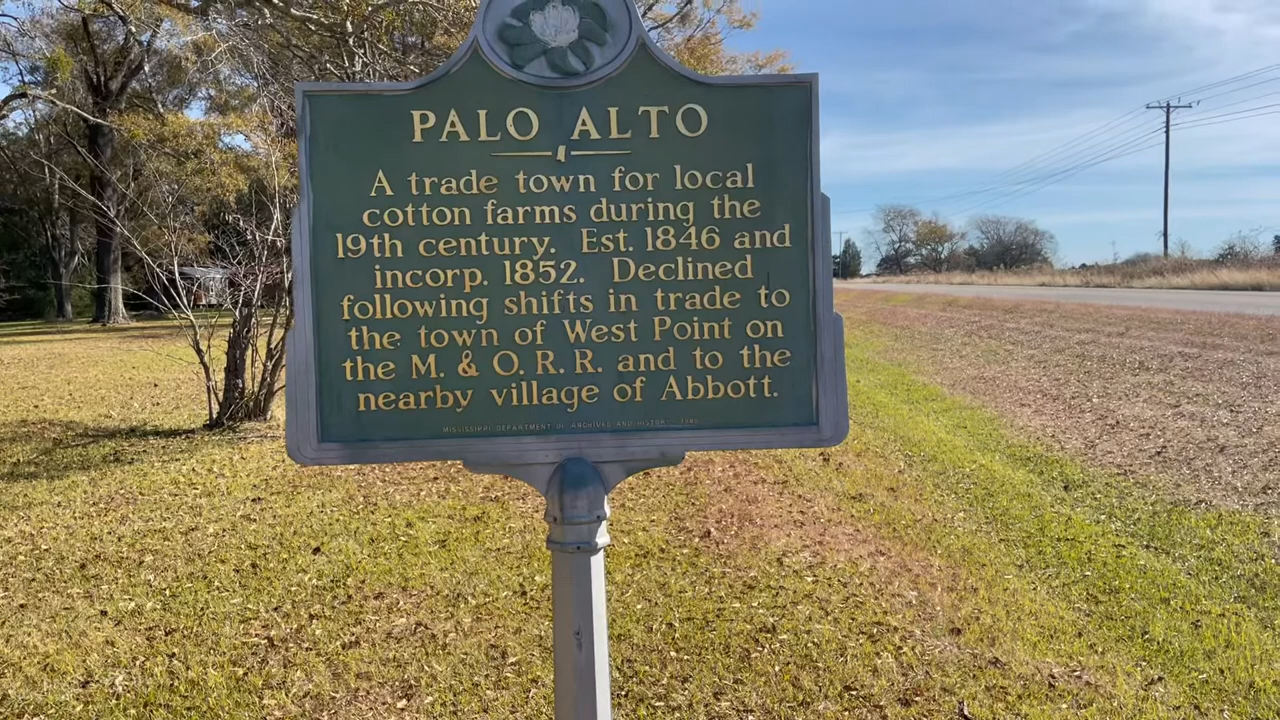 PALO ALTO
A trade town for local
cotton farms during the
19th century. Est. 1846 and
incorp. 1852. Declined
following shifts in trade to
the town of West Point on
the M. & O. R. R. and to the
nearby village of Abbott.
MISSISSIPPI DEPARTMENT OF ARCHIVES AND HISTORY